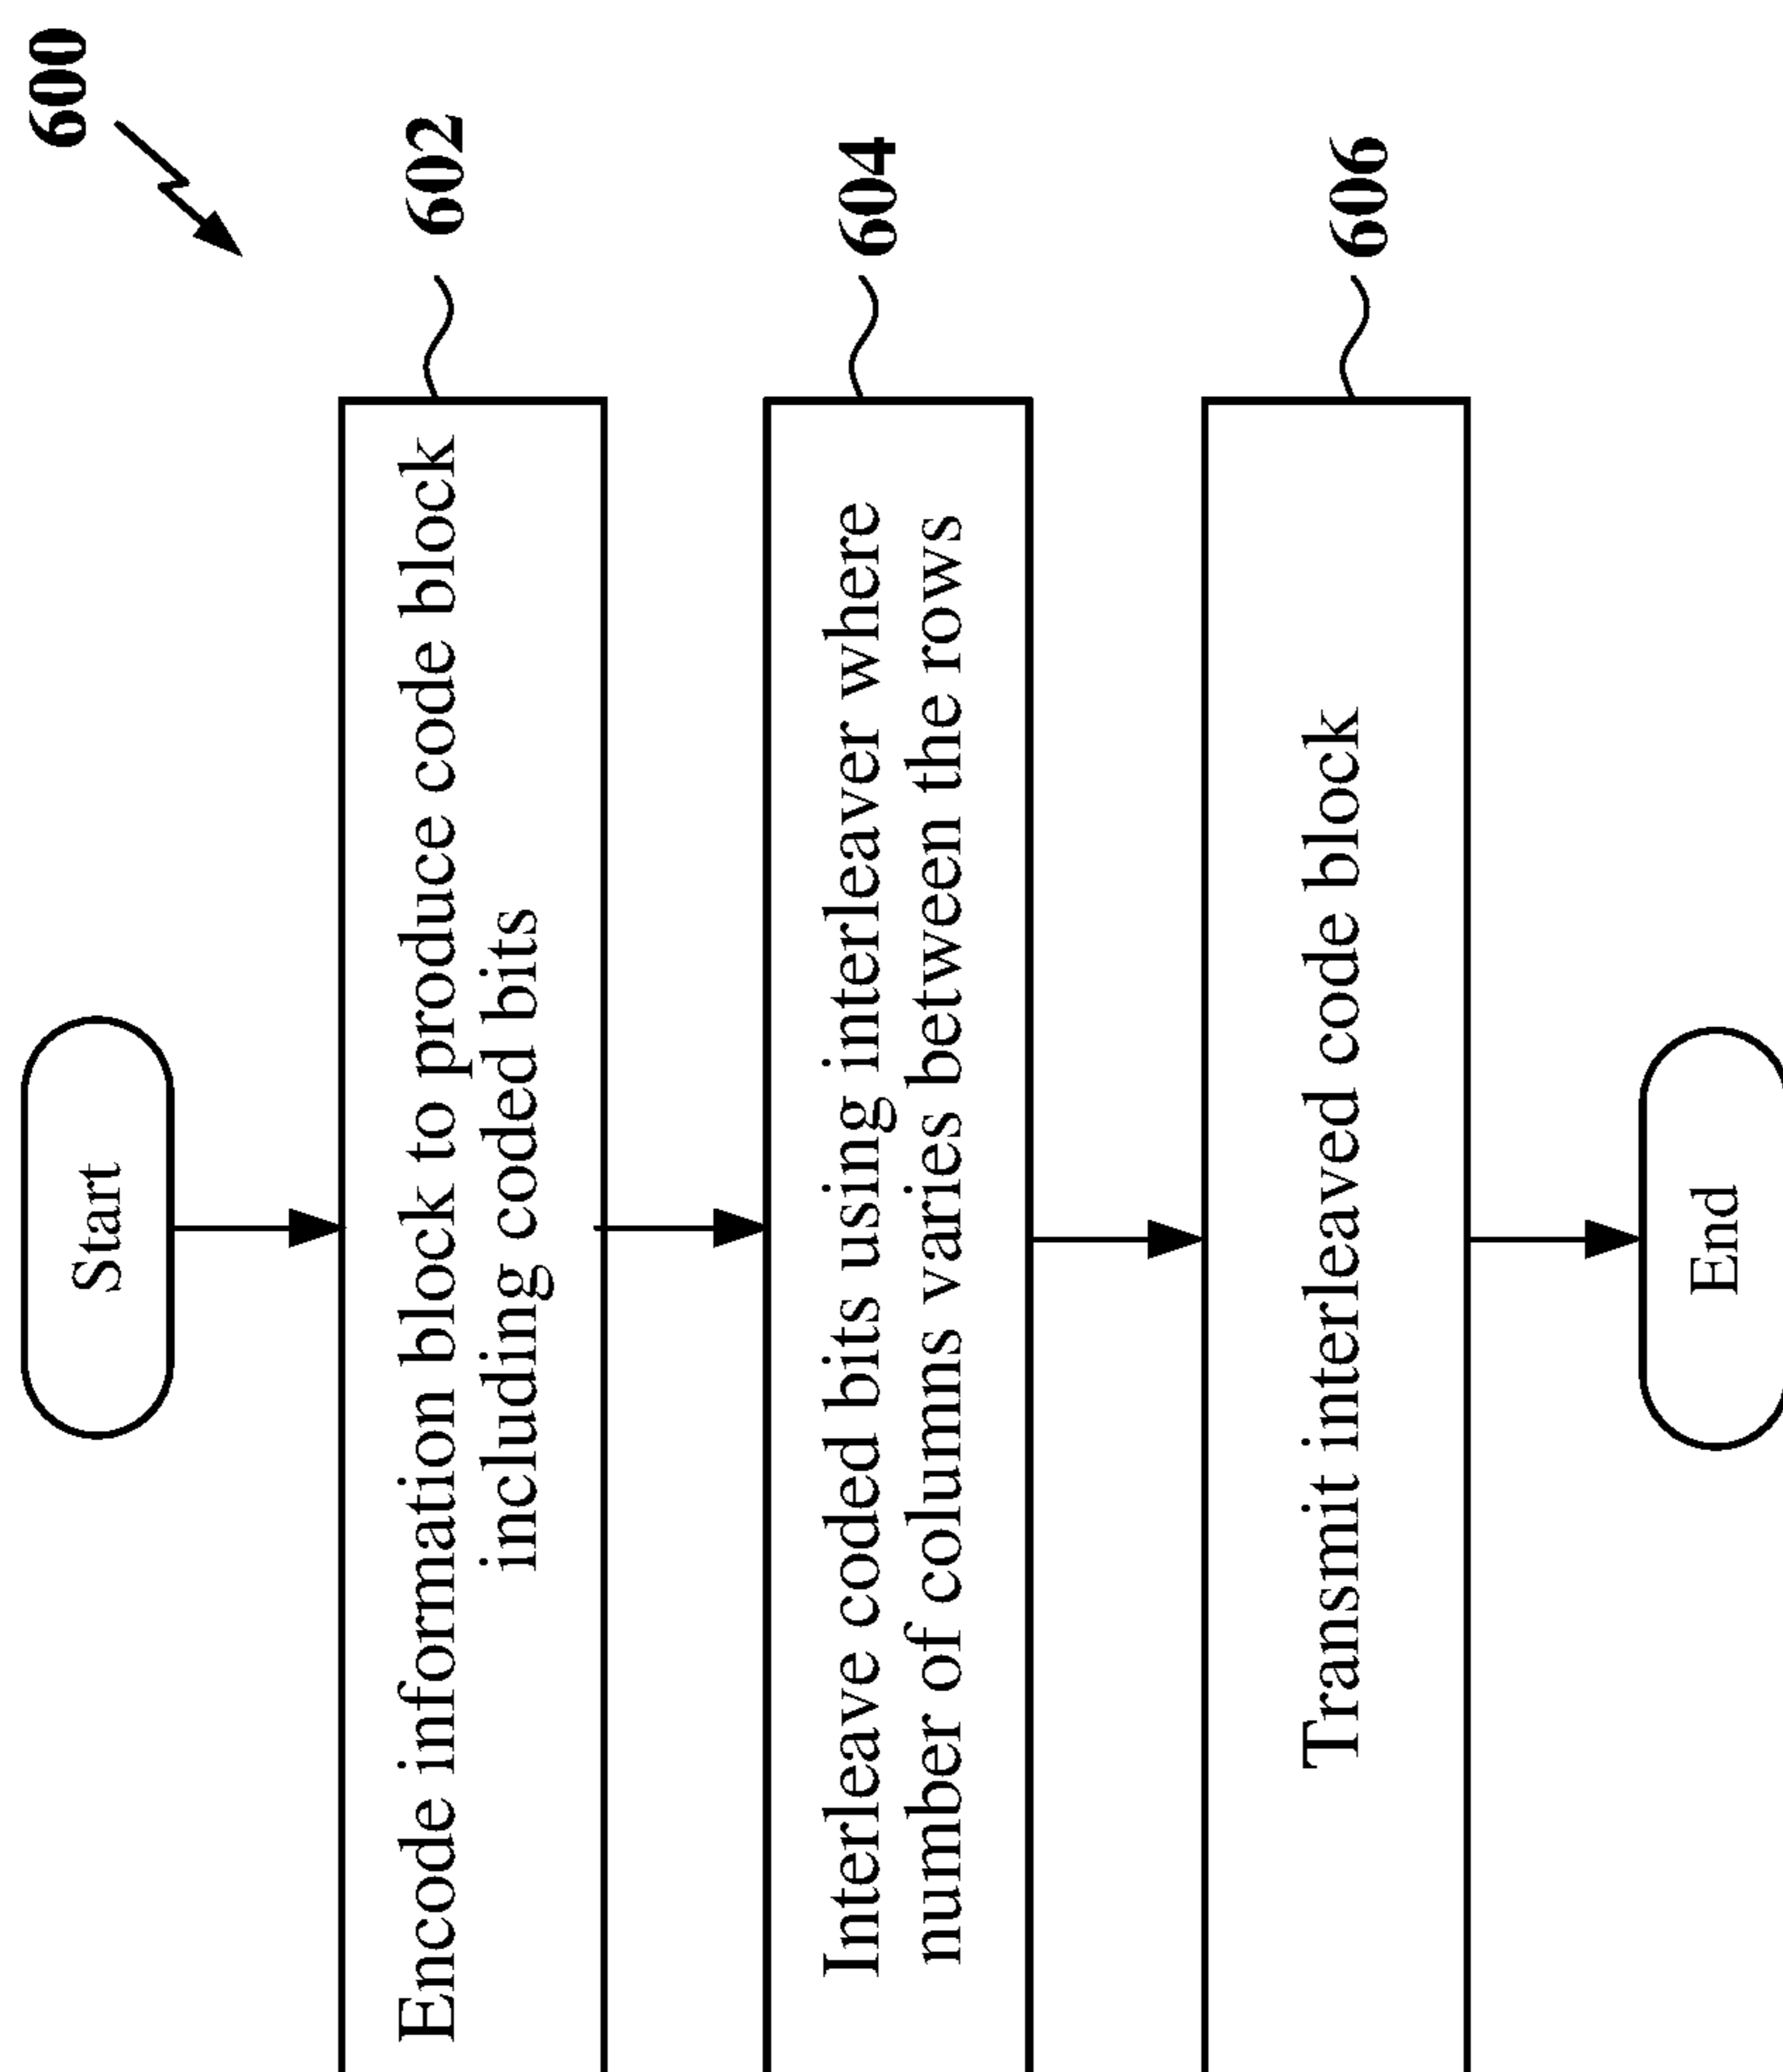 600
Start
Encode information block to produce code block
including coded bits
602
Interleave coded bits using interleaver where
number of columns varies between the rows
604
Transmit interleaved code block
606
End